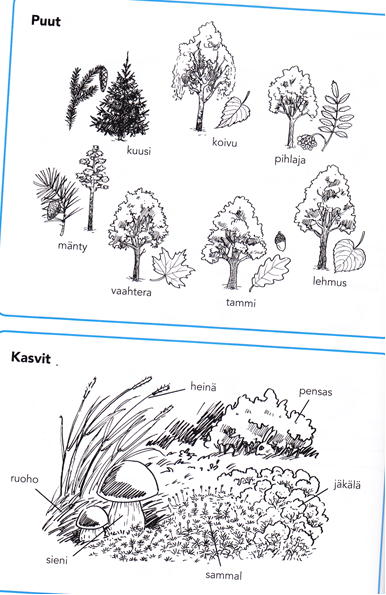 Puut
kuusi
koivu
pihlaja
mänty
vaahtera
tammi
lehmus
Kasvit
heinä
pensas
ruoho
jäkälä
sieni
sammal